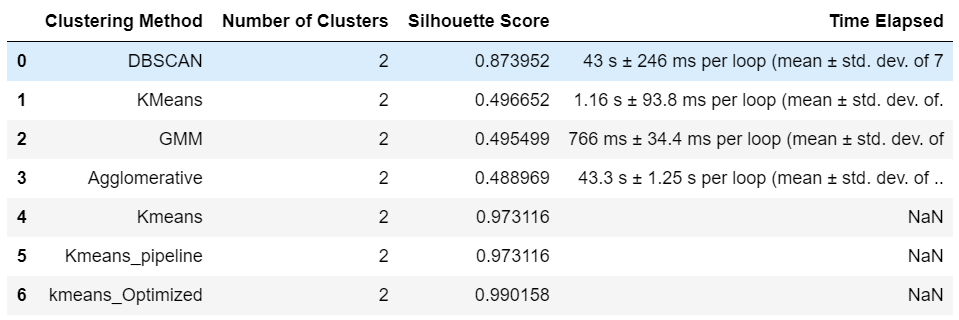 Clustering Method Number of Clusters Silhouette Score Time Elapsed
0 DBSCAN 2 0.873952 43 s ± 246 ms per loop (mean ± std. dev. of 7
1 KMeans 2 0.496652 1.16 s ± 93.8 ms per loop (mean ± std. dev. of.
2 GMM 2 0.495499 766 ms ± 34.4 ms per loop (mean ± std. dev. of
3 Agglomerative 2 0.488969 43.3 s ± 1.25 s per loop (mean ± std. dev. of ..
4 Kmeans 2 0.973116 NaN
5 Kmeans_pipeline 2 0.973116 NaN
6 kmeans_Optimized 2 0.990158 NaN